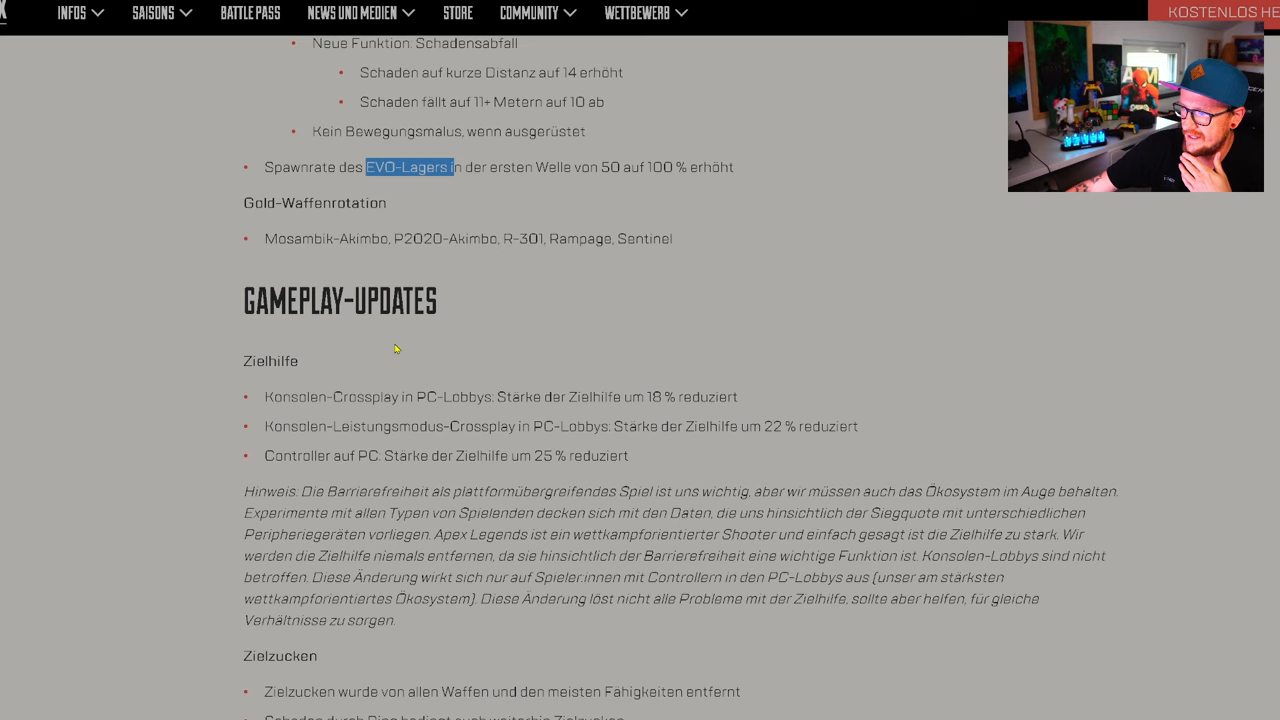 INFOS SAISONS BATTLE PASS NEWS UND MEDIEN STORE COMMUNITY WETTBEWERB KOSTENLOS HE
Neue Funktion: Schadensabfall
Schaden auf kurze Distanz auf 14 erhöht
Schaden fällt auf 11+ Metern auf 10 ab
Kein Bewegungsmalus, wenn ausgerüstet
Spawnrate des EVO-Lagers in der ersten Welle von 50 auf 100 % erhöht
Gold-Waffenrotation
Mosambik-Akimbo, P2020-Akimbo, R-301, Rampage, Sentinel
GAMEPLAY-UPDATES
Zielhilfe
Konsolen-Crossplay in PC-Lobbys: Stärke der Zielhilfe um 18 % reduziert
Konsolen-Leistungsmodus-Crossplay in PC-Lobbys: Stärke der Zielhilfe um 22 % reduziert
Controller auf PC: Stärke der Zielhilfe um 25 % reduziert
Hinweis: Die Barrierefreiheit als plattformübergreifendes Spiel ist uns wichtig, aber wir müssen auch das Ökosystem im Auge behalten.
Experimente mit allen Typen von Spielenden decken sich mit den Daten, die uns hinsichtlich der Siegquote mit unterschiedlichen
Peripheriegeräten vorliegen. Apex Legends ist ein wettkampforientierter Shooter und einfach gesagt ist die Zielhilfe zu stark. Wir
werden die Zielhilfe niemals entfernen, da sie hinsichtlich der Barrierefreiheit eine wichtige Funktion ist. Konsolen-Lobbys sind nicht
betroffen. Diese Änderung wirkt sich nur auf Spieler:innen mit Controllern in den PC-Lobbys aus (unser am stärksten
wettkampforientiertes Ökosystem). Diese Änderung löst nicht alle Probleme mit der Zielhilfe, sollte aber helfen, für gleiche
Verhältnisse zu sorgen.
Zielzucken
Zielzucken wurde von allen Waffen und den meisten Fähigkeiten entfernt
Schaden durch Ring bedingt auch weiterhin Zielzucken